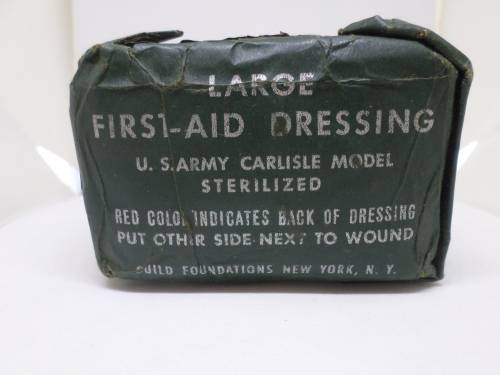 LARGE
FIRST-AID DRESSING
U. S. ARMY CARLISLE MODEL
STERILIZED
RED COLOR INDICATES BACK OF DRESSING
PUT OTHER SIDE NEXT TO WOUND
GUILD FOUNDATIONS NEW YORK, N. Y.